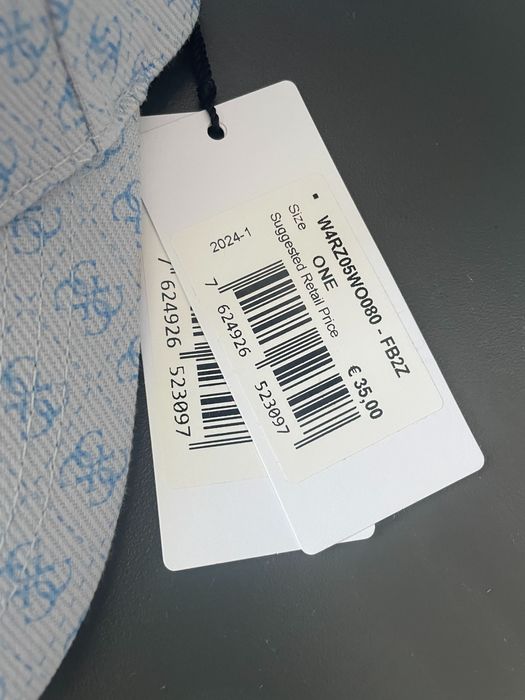 W4RZ05WO080 - FB2Z
Size
ONE
Suggested Retail Price
€ 35,00
2024-1
7 624926 523097
7 624926 523097